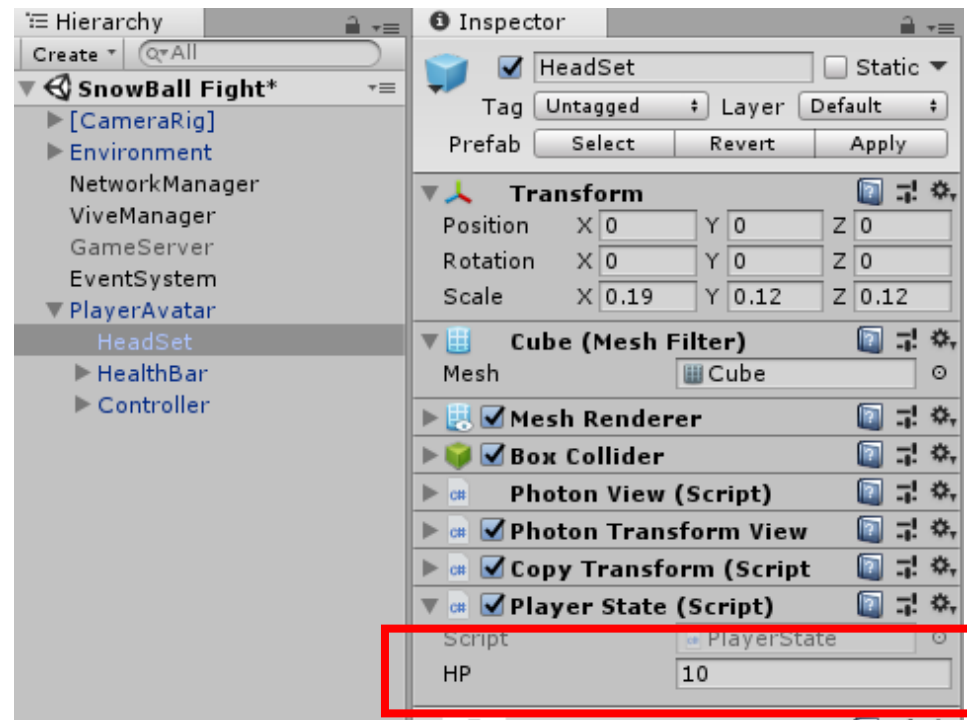 Hierarchy
Create
All
SnowBall Fight*
[CameraRig]
Environment
NetworkManager
ViveManager
GameServer
EventSystem
PlayerAvatar
HeadSet
HealthBar
Controller
Inspector
HeadSet Static
Tag Untagged Layer Default
Prefab Select Revert Apply
Transform
Position X 0 Y 0 Z 0
Rotation X 0 Y 0 Z 0
Scale X 0.19 Y 0.12 Z 0.12
Cube (Mesh Filter)
Mesh Cube
Mesh Renderer
Box Collider
C# Photon View (Script)
C# Photon Transform View
C# Copy Transform (Script
C# Player State (Script)
Script PlayerState
HP 10